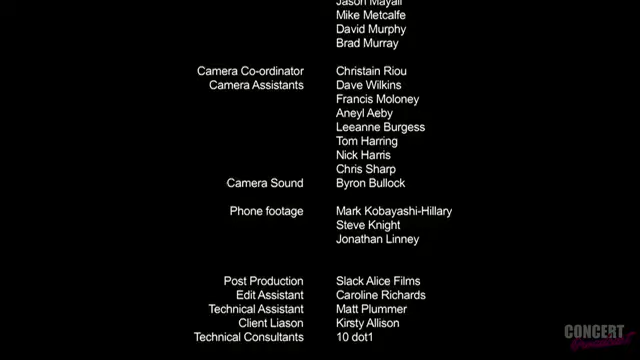 Jason Mayall
Mike Metcalfe
David Murphy
Brad Murray
Camera Co-ordinator Christain Riou
Camera Assistants Dave Wilkins
Francis Moloney
Aneyl Aeby
Leeanne Burgess
Tom Harring
Nick Harris
Chris Sharp
Camera Sound Byron Bullock
Phone footage Mark Kobayashi-Hillary
Steve Knight
Jonathan Linney
Post Production Slack Alice Films
Edit Assistant Caroline Richards
Technical Assistant Matt Plummer
Client Liason Kirsty Allison
Technical Consultants 10 dot1
CONCERT